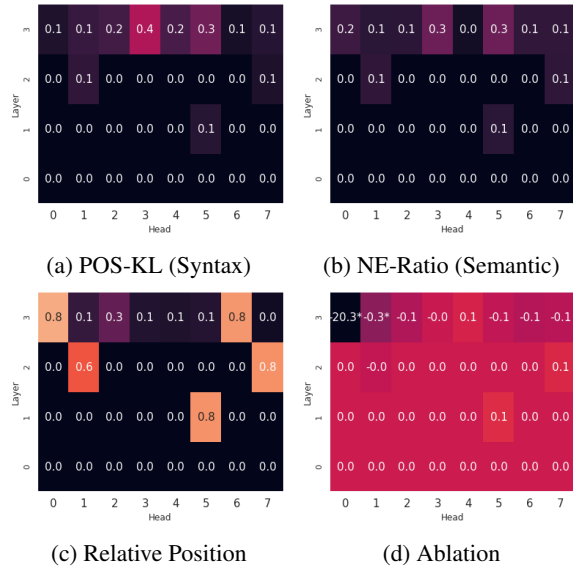 3 0.1 0.1 0.2 0.4 0.2 0.3 0.1 0.1
2 0.0 0.1 0.0 0.0 0.0 0.0 0.0 0.1
Layer
1 0.0 0.0 0.0 0.0 0.0 0.1 0.0 0.0
0 0.0 0.0 0.0 0.0 0.0 0.0 0.0 0.0
0 1 2 3 4 5 6 7
Head
(a) POS-KL (Syntax)
3 0.2 0.1 0.1 0.3 0.0 0.3 0.1 0.1
2 0.0 0.1 0.0 0.0 0.0 0.0 0.0 0.1
Layer
1 0.0 0.0 0.0 0.0 0.0 0.1 0.0 0.0
0 0.0 0.0 0.0 0.0 0.0 0.0 0.0 0.0
0 1 2 3 4 5 6 7
Head
(b) NE-Ratio (Semantic)
3 0.8 0.1 0.3 0.1 0.1 0.1 0.8 0.0
2 0.0 0.6 0.0 0.0 0.0 0.0 0.0 0.8
Layer
1 0.0 0.0 0.0 0.0 0.0 0.8 0.0 0.0
0 0.0 0.0 0.0 0.0 0.0 0.0 0.0 0.0
0 1 2 3 4 5 6 7
Head
(c) Relative Position
3 -20.3* -0.3* -0.1 -0.0 0.1 -0.1 -0.1 -0.1
2 0.0 -0.0 0.0 0.0 0.0 0.0 0.0 0.1
Layer
1 0.0 0.0 0.0 0.0 0.0 0.1 0.0 0.0
0 0.0 0.0 0.0 0.0 0.0 0.0 0.0 0.0
0 1 2 3 4 5 6 7
Head
(d) Ablation